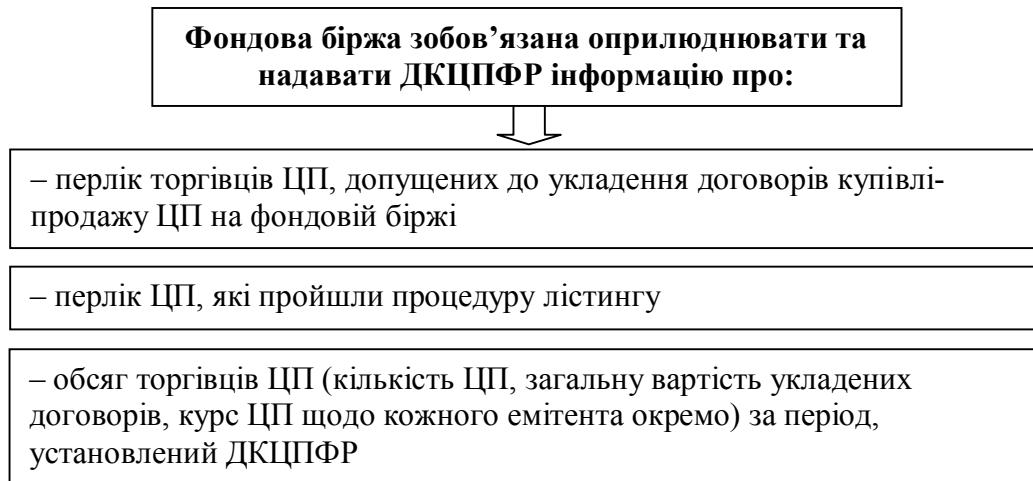 Фондова біржа зобов’язана оприлюднювати та
надавати ДКЦПФР інформацію про:
– перлік торгівців ЦП, допущених до укладення договорів купівлі-
продажу ЦП на фондовій біржі
– перлік ЦП, які пройшли процедуру лістингу
– обсяг торгівців ЦП (кількість ЦП, загальну вартість укладених
договорів, курс ЦП щодо кожного емітента окремо) за період,
установлений ДКЦПФР